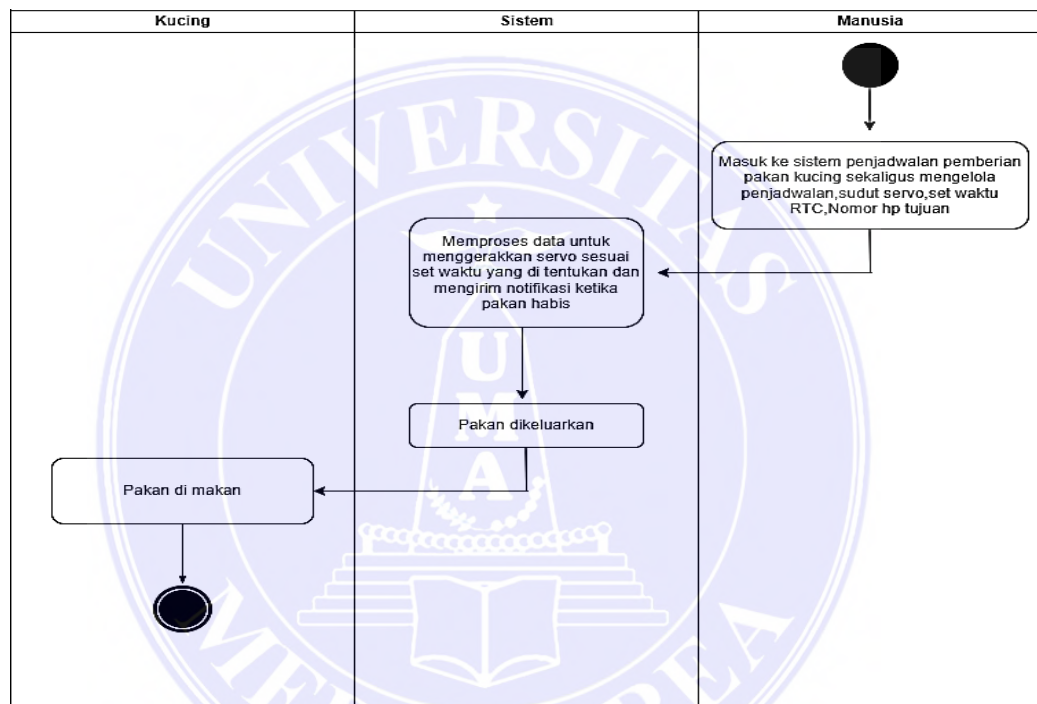 Kucing
Sistem
Manusia
Masuk ke sistem penjadwalan pemberian
pakan kucing sekaligus mengelola
penjadwalan,sudut servo,set waktu
RTC,Nomor hp tujuan
Memproses data untuk
menggerakkan servo sesuai
set waktu yang di tentukan dan
mengirim notifikasi ketika
pakan habis
Pakan dikeluarkan
Pakan di makan
UNIVERSITAS
UMA